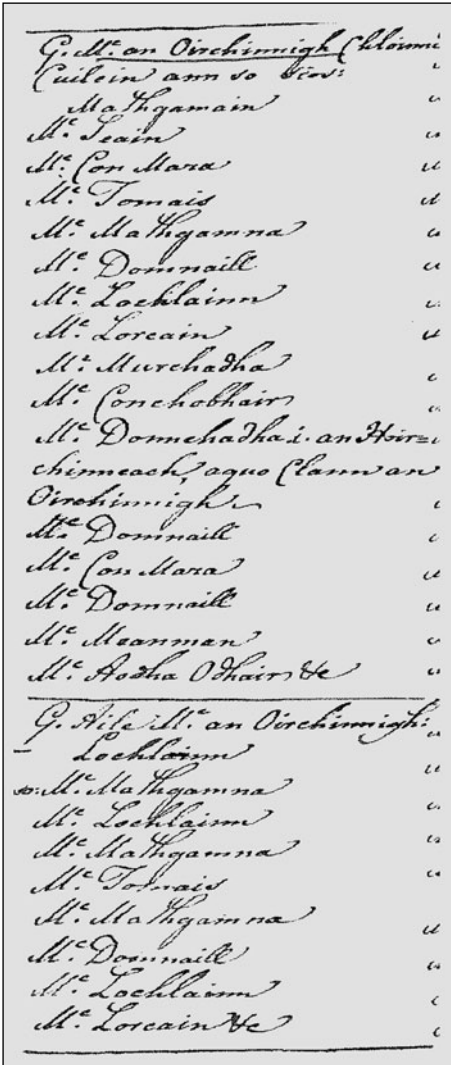 G. Mc. an Oirchinnigh Chloinne
Cuilein ann so síos:
Mathgamain
Mc. Seain
Mc. Con Mara
Mc. Tomais
Mc. Mathgamna
Mc. Domnaill
Mc. Lochlainn
Mc. Lorcain
Mc. Murchadha
Mc. Conchobhair
Mc. Donnchadha .i. an Hoir=
chinneach, aquo Clann an
Oirchinnigh
Mc. Domnaill
Mc. Con Mara
Mc. Domnaill
Mc. Meanman
Mc. Aodha Odhair, &c
G. Aile Mc. an Oirchinnigh:
Lochlainn
Mc. Mathgamna
Mc. Lochlainn
Mc. Mathgamna
Mc. Tomais
Mc. Mathgamna
Mc. Domnaill
Mc. Lochlainn
Mc. Lorcain &c